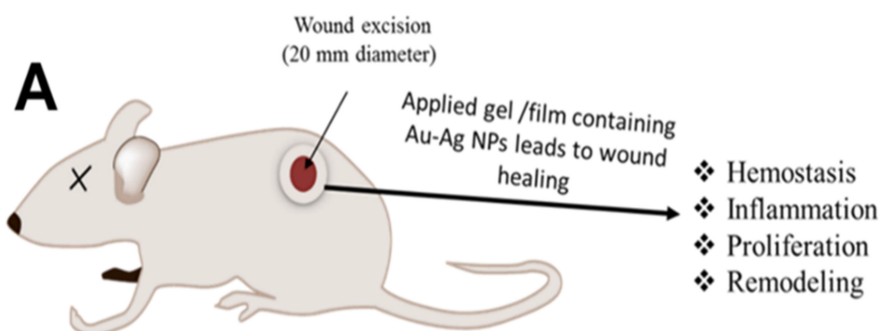 A
Wound excision
(20 mm diameter)
Applied gel /film containing
Au-Ag NPs leads to wound
healing
❖ Hemostasis
❖ Inflammation
❖ Proliferation
❖ Remodeling